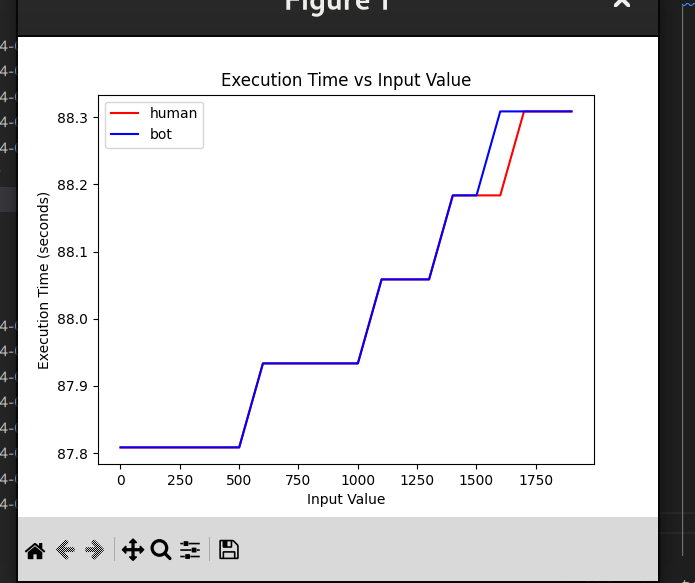 Figure 1
Execution Time vs Input Value
human
bot
Execution Time (seconds)
88.3
88.2
88.1
88.0
87.9
87.8
0 250 500 750 1000 1250 1500 1750
Input Value